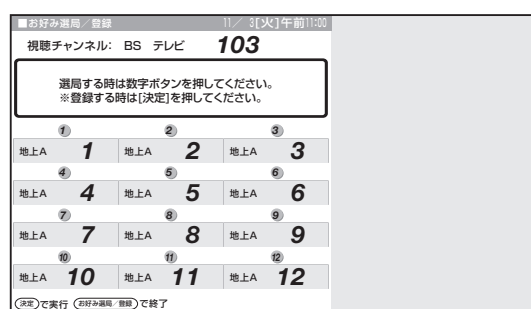 ■お好み選局／登録 11／ 3[火]午前11:00
視聴チャンネル: BS テレビ 103
選局する時は数字ボタンを押してください。
※登録する時は[決定]を押してください。
1 2 3
地上A 1 地上A 2 地上A 3
4 5 6
地上A 4 地上A 5 地上A 6
7 8 9
地上A 7 地上A 8 地上A 9
10 11 12
地上A 10 地上A 11 地上A 12
決定で実行 お好み選局／登録で終了